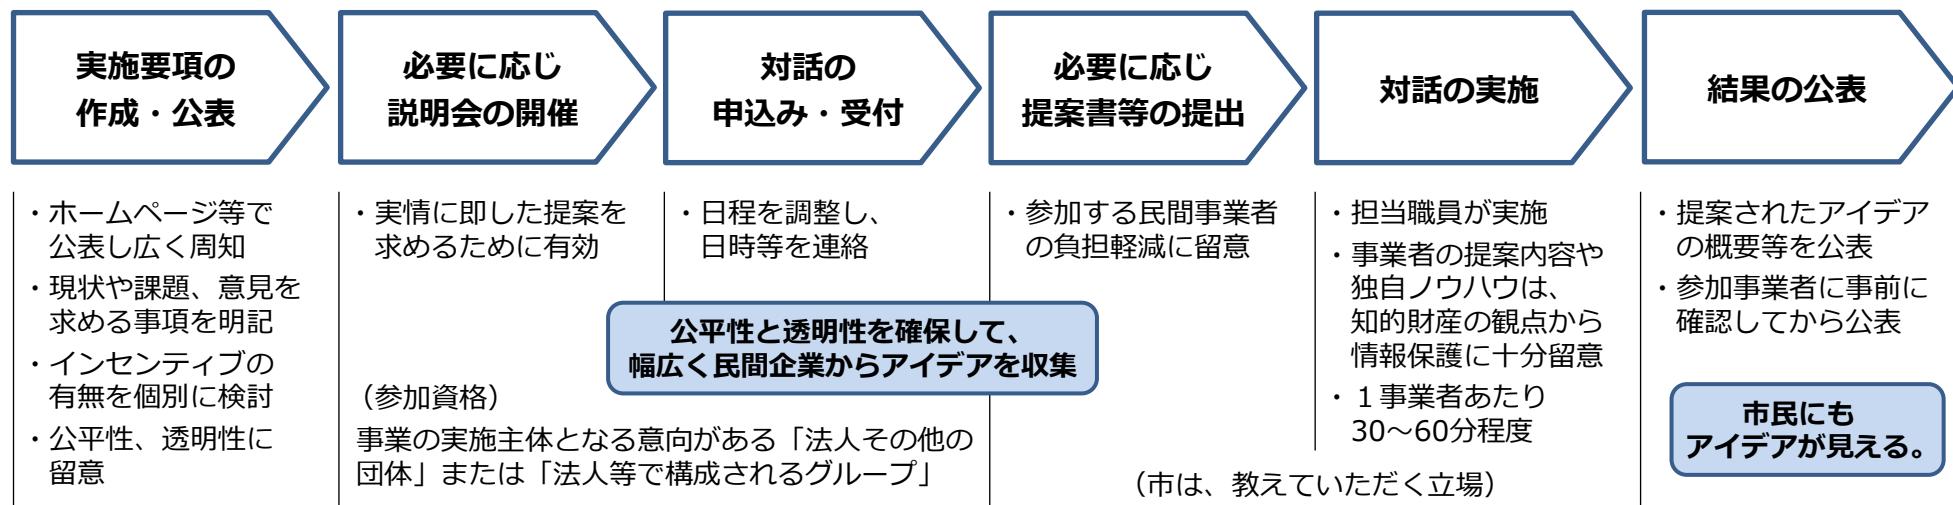 実施要項の
作成・公表
必要に応じ
説明会の開催
対話の
申込み・受付
必要に応じ
提案書等の提出
対話の実施
結果の公表
・ホームページ等で
公表し広く周知
・現状や課題、意見を
求める事項を明記
・インセンティブの
有無を個別に検討
・公平性、透明性に
留意
・実情に即した提案を
求めるために有効
・日程を調整し、
日時等を連絡
・参加する民間事業者
の負担軽減に留意
公平性と透明性を確保して、
幅広く民間企業からアイデアを収集
（参加資格）
事業の実施主体となる意向がある「法人その他の
団体」または「法人等で構成されるグループ」
・担当職員が実施
・事業者の提案内容や
独自ノウハウは、
知的財産の観点から
情報保護に十分留意
・１事業者あたり
30～60分程度
（市は、教えていただく立場）
・提案されたアイデア
の概要等を公表
・参加事業者に事前に
確認してから公表
市民にも
アイデアが見える。